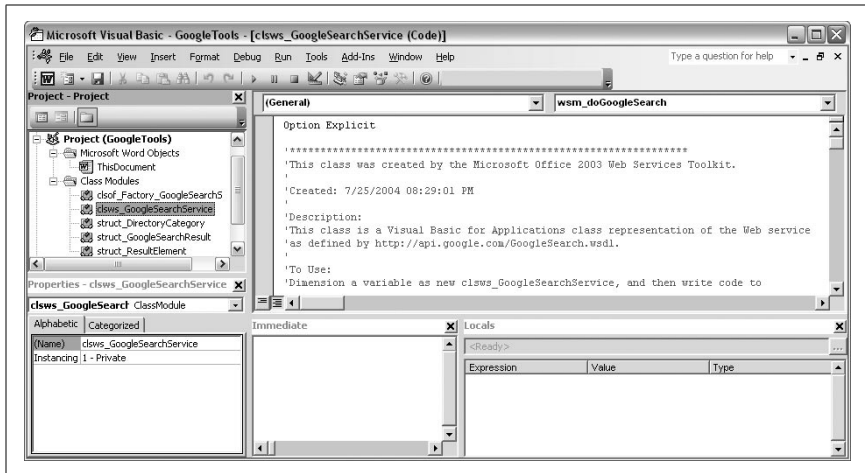 Microsoft Visual Basic - GoogleTools - [clsws_GoogleSearchService (Code)]
File Edit View Insert Format Debug Run Tools Add-Ins Window Help
Type a question for help
Project - Project
Project (GoogleTools)
Microsoft Word Objects
ThisDocument
Class Modules
clsof_Factory_GoogleSearchS
clsws_GoogleSearchService
struct_DirectoryCategory
struct_GoogleSearchResult
struct_ResultElement
Properties - clsws_GoogleSearchService
clsws_GoogleSearch ClassModule
Alphabetic Categorized
(Name) clsws_GoogleSearchService
Instancing 1 - Private
(General)
wsm_doGoogleSearch
Option Explicit
'*****************************************************************
'This class was created by the Microsoft Office 2003 Web Services Toolkit.
'
'Created: 7/25/2004 08:29:01 PM
'
'Description:
'This class is a Visual Basic for Applications class representation of the Web service
'as defined by http://api.google.com/GoogleSearch.wsdl.
'
'To Use:
'Dimension a variable as new clsws_GoogleSearchService, and then write code to
Immediate
Locals
<Ready>
Expression Value Type